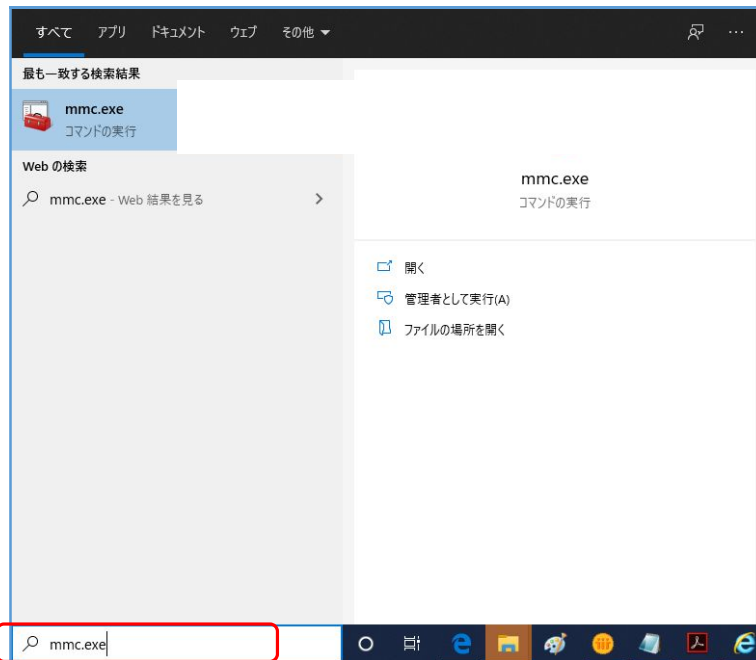 すべて アプリ ドキュメント ウェブ その他 ▼ ···
最も一致する検索結果
mmc.exe
コマンドの実行
Web の検索
mmc.exe - Web 結果を見る
mmc.exe
コマンドの実行
開く
管理者として実行(A)
ファイルの場所を開く
mmc.exe